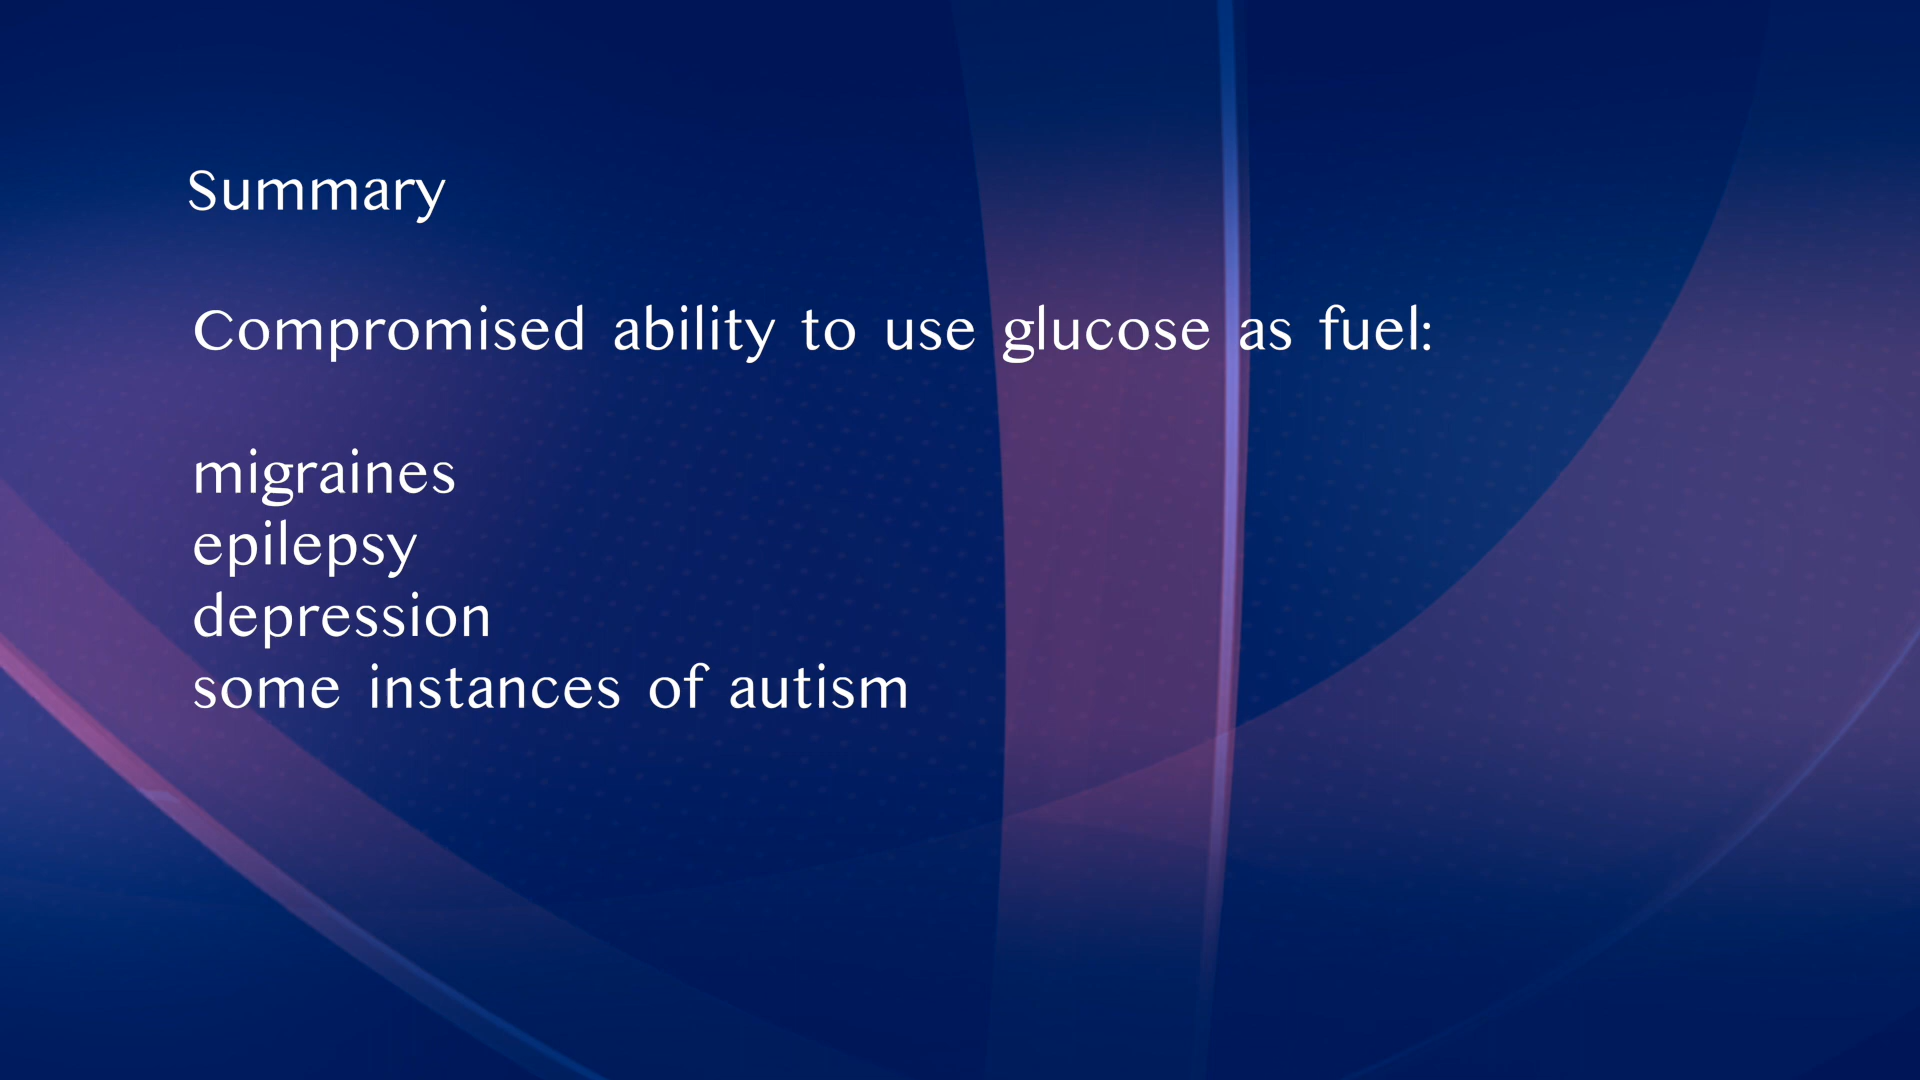 Summary
Compromised ability to use glucose as fuel:
migraines
epilepsy
depression
some instances of autism